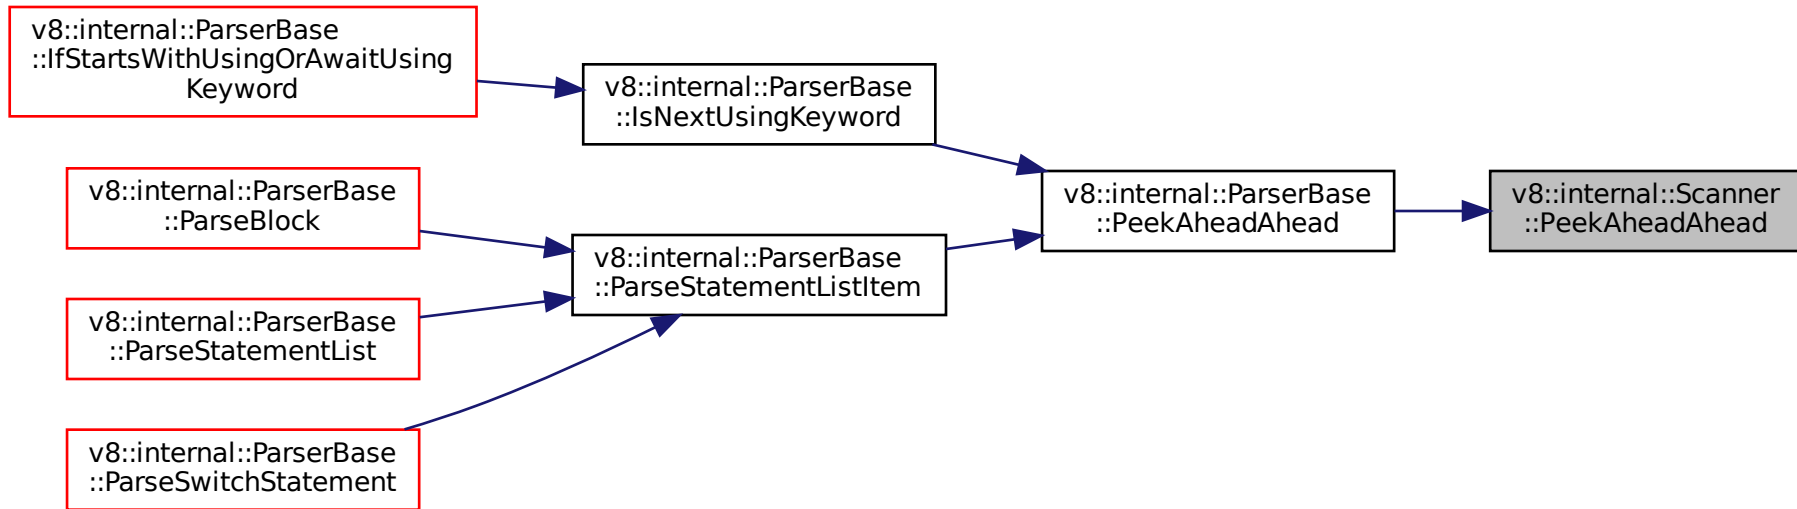 v8::internal::ParserBase
::IfStartsWithUsingOrAwaitUsing
Keyword
v8::internal::ParserBase
::IsNextUsingKeyword
v8::internal::ParserBase
::ParseBlock
v8::internal::ParserBase
::PeekAheadAhead
v8::internal::Scanner
::PeekAheadAhead
v8::internal::ParserBase
::ParseStatementListItem
v8::internal::ParserBase
::ParseStatementList
v8::internal::ParserBase
::ParseSwitchStatement